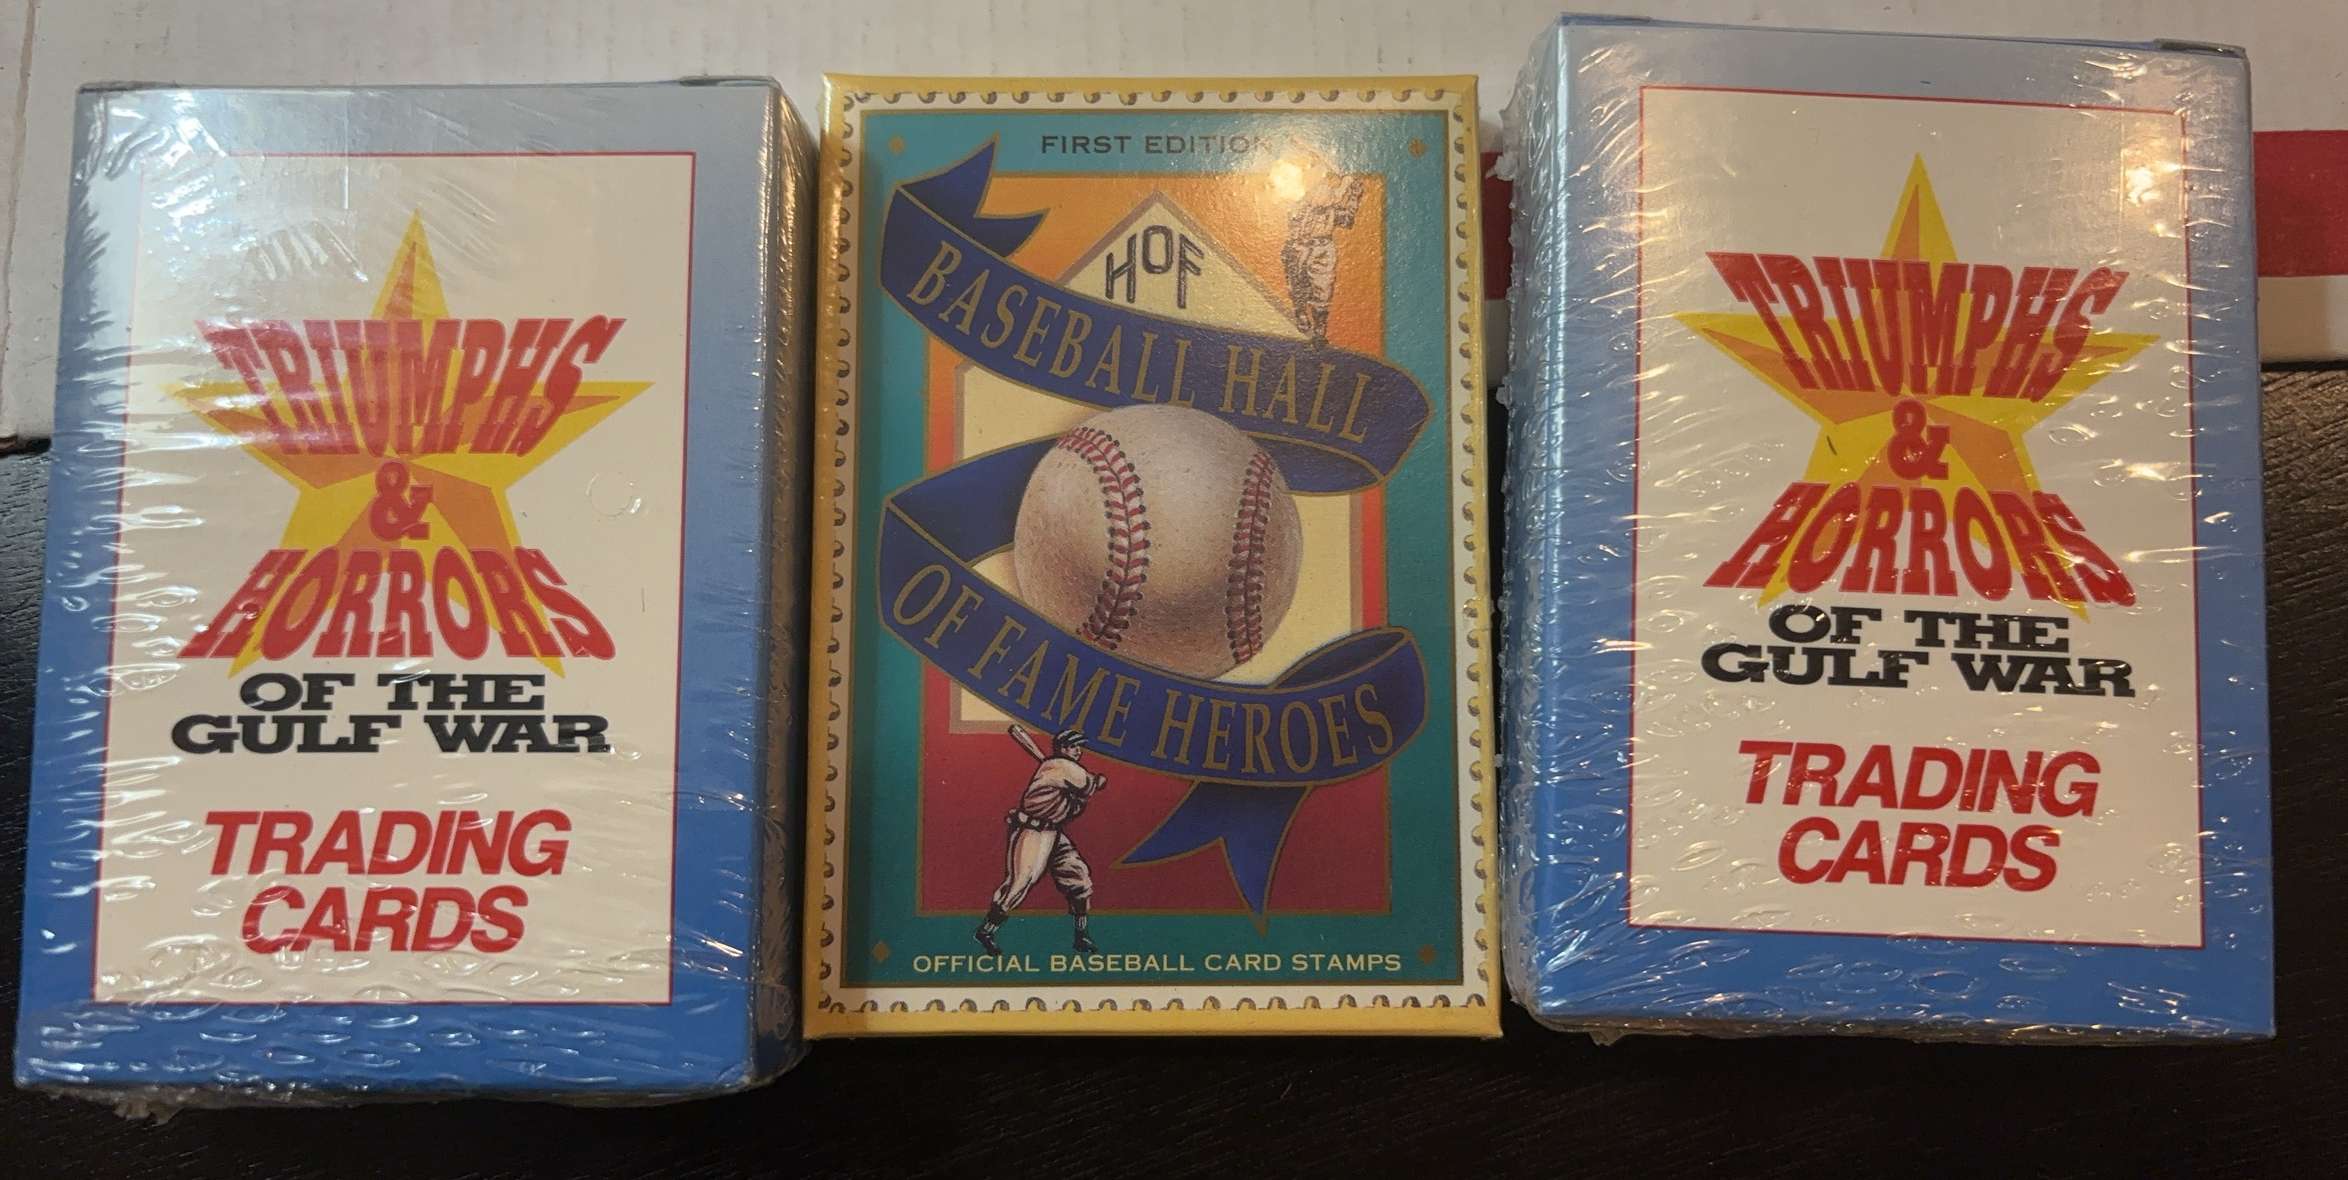 TRIUMPHS
&
HORRORS
OF THE
GULF WAR
TRADING
CARDS
FIRST EDITION
HOF
BASEBALL HALL
OF FAME HEROES
OFFICIAL BASEBALL CARD STAMPS
TRIUMPHS
&
HORRORS
OF THE
GULF WAR
TRADING
CARDS